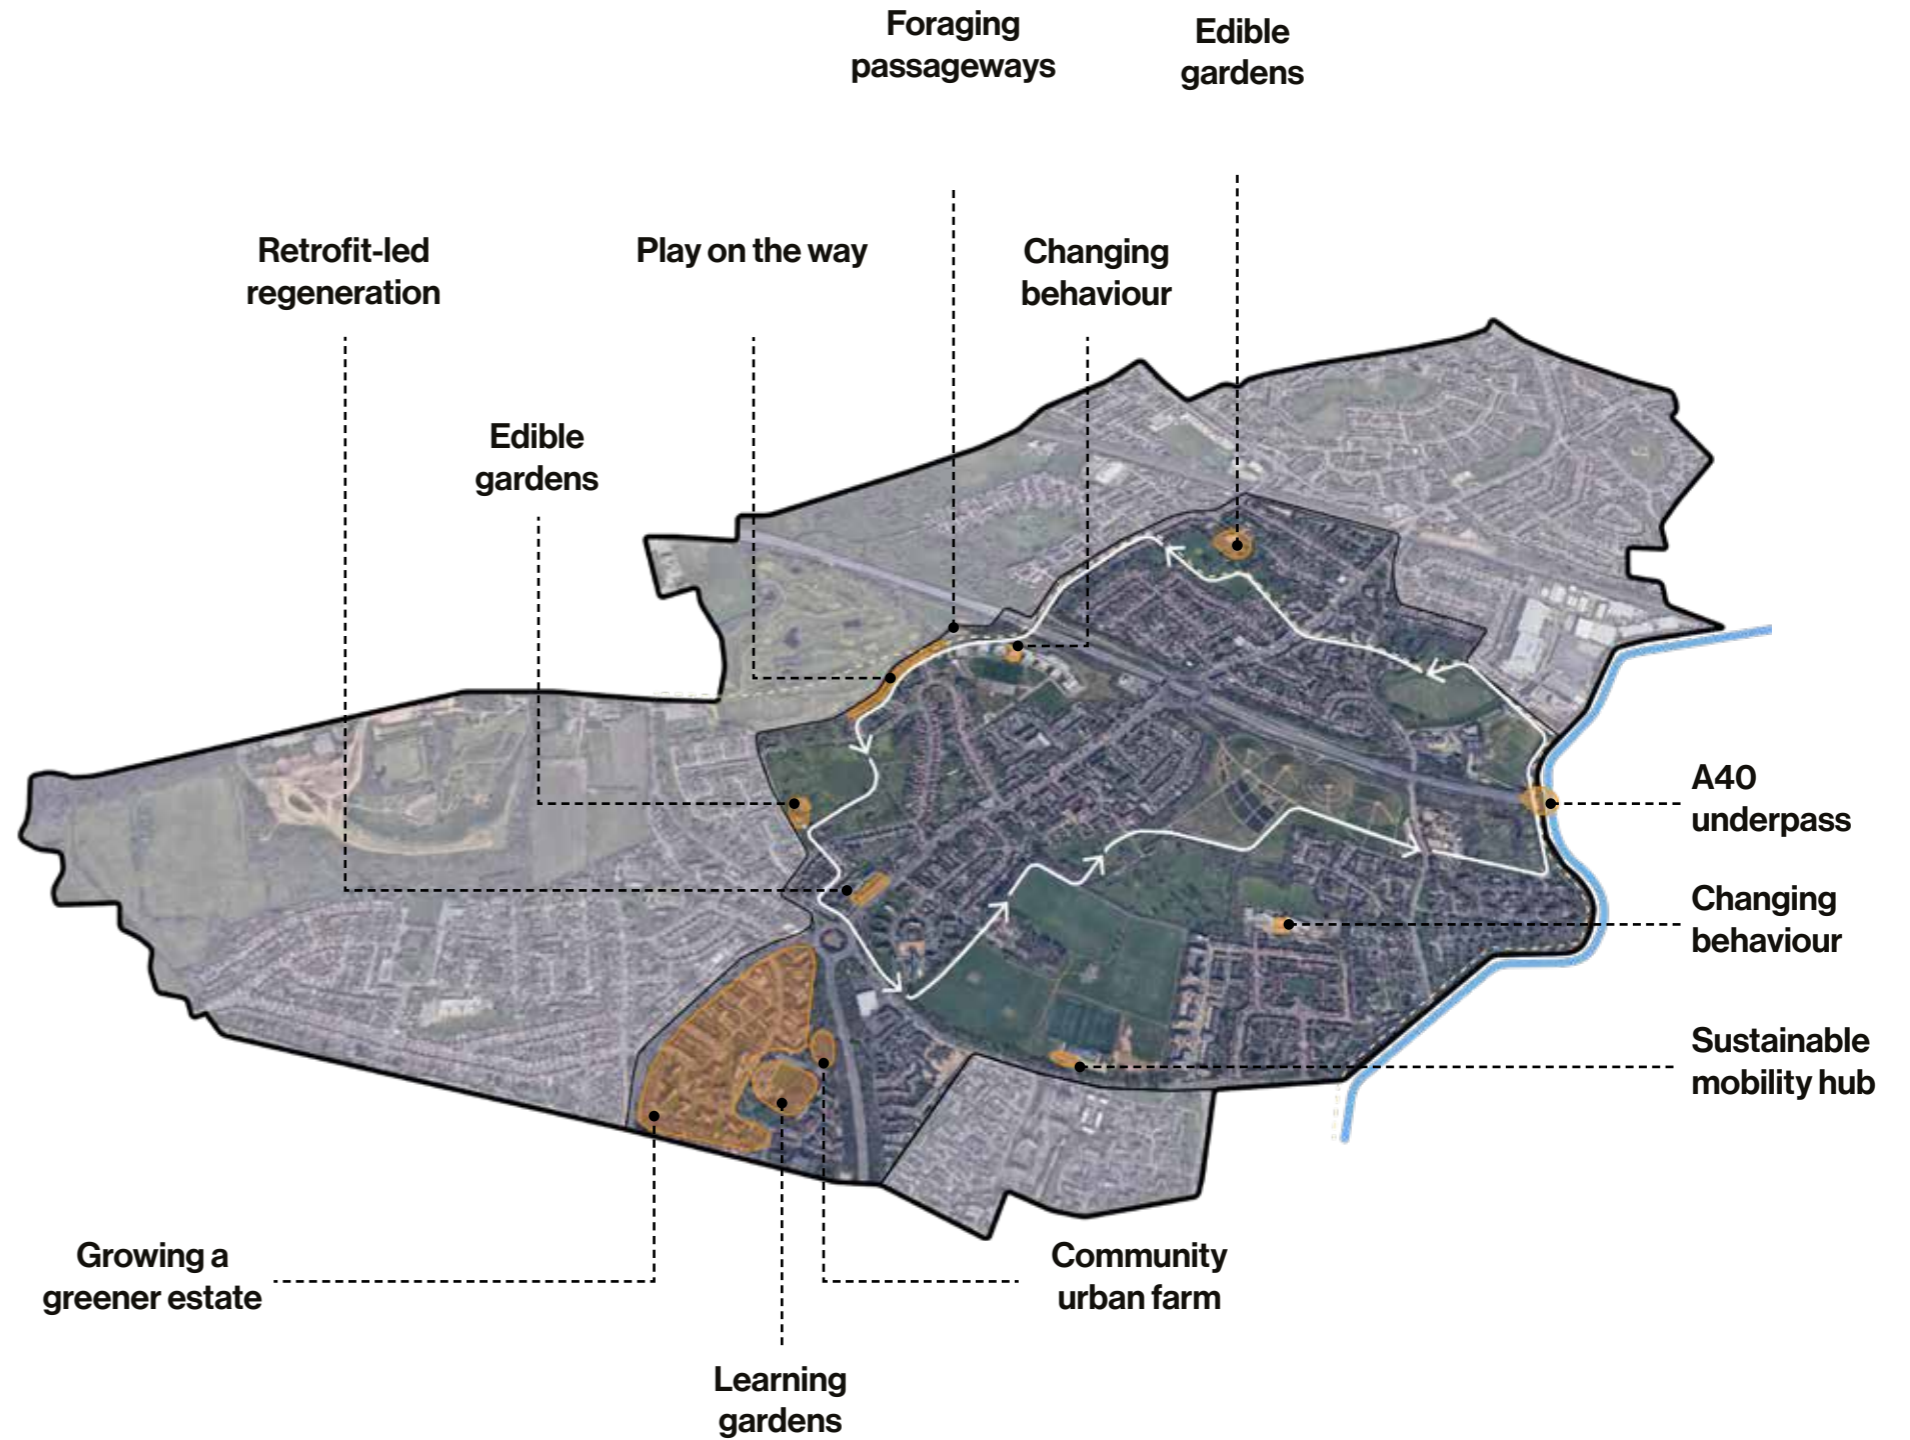 Foraging
passageways
Edible
gardens
Retrofit-led
regeneration
Play on the way
Changing
behaviour
Edible
gardens
A40
underpass
Changing
behaviour
Sustainable
mobility hub
Growing a
greener estate
Community
urban farm
Learning
gardens